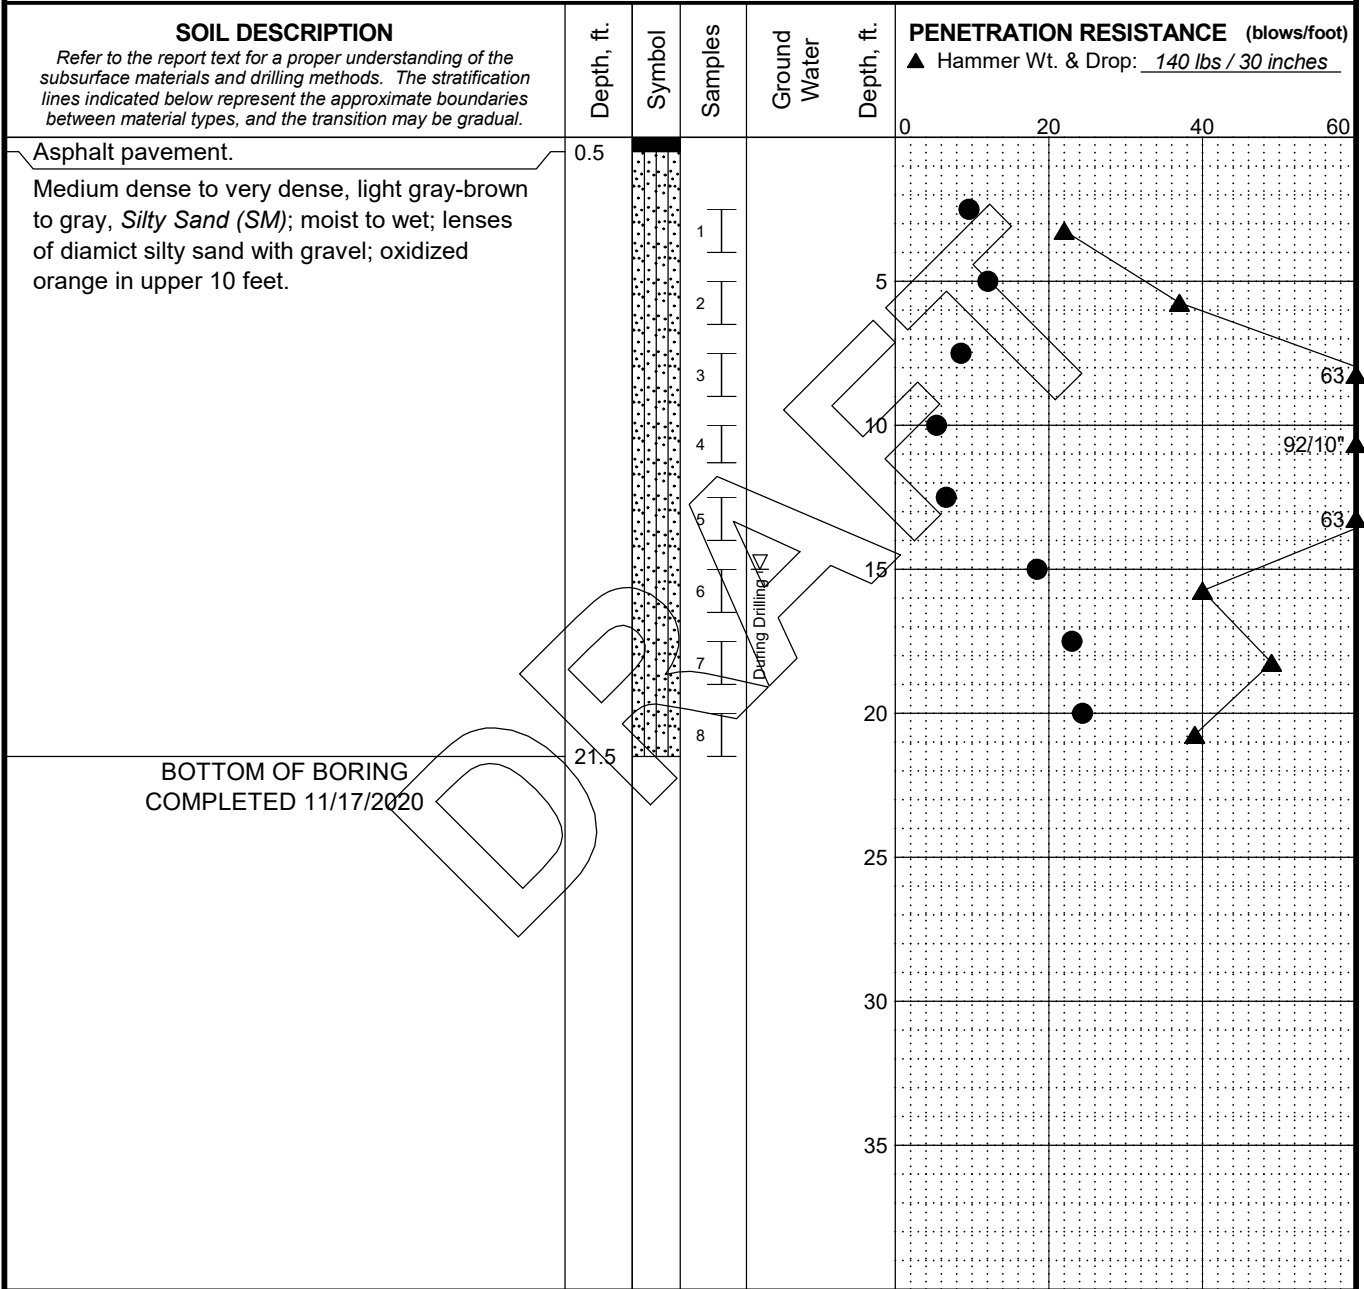 SOIL DESCRIPTION
Refer to the report text for a proper understanding of the
subsurface materials and drilling methods. The stratification
lines indicated below represent the approximate boundaries
between material types, and the transition may be gradual.
Depth, ft.
Symbol
Samples
Ground
Water
Depth, ft.
PENETRATION RESISTANCE (blows/foot)
▲ Hammer Wt. & Drop: 140 lbs / 30 inches
0 20 40 60
Asphalt pavement.
0.5
Medium dense to very dense, light gray-brown
to gray, Silty Sand (SM); moist to wet; lenses
of diamict silty sand with gravel; oxidized
orange in upper 10 feet.
1
2
3
4
5
6
7
8
During Drilling
5
10
15
20
25
30
35
63
92/10"
63
21.5
BOTTOM OF BORING
COMPLETED 11/17/2020
DRAFT